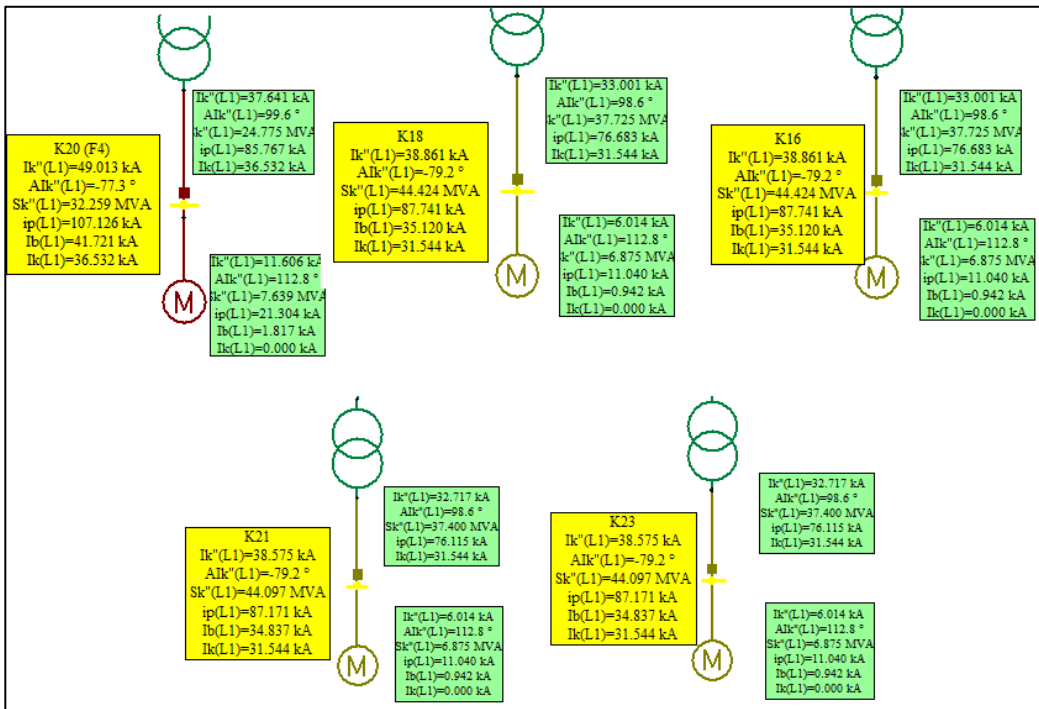 Ik"(L1)=37.641 kA
AIk"(L1)=99.6 °
Sk"(L1)=24.775 MVA
ip(L1)=85.767 kA
Ik(L1)=36.532 kA
K20 (F4)
Ik"(L1)=49.013 kA
AIk"(L1)=-77.3 °
Sk"(L1)=32.259 MVA
ip(L1)=107.126 kA
Ib(L1)=41.721 kA
Ik(L1)=36.532 kA
Ik"(L1)=11.606 kA
AIk"(L1)=112.8 °
Sk"(L1)=7.639 MVA
ip(L1)=21.304 kA
Ib(L1)=1.817 kA
Ik(L1)=0.000 kA
M
Ik"(L1)=33.001 kA
AIk"(L1)=98.6 °
Sk"(L1)=37.725 MVA
ip(L1)=76.683 kA
Ik(L1)=31.544 kA
K18
Ik"(L1)=38.861 kA
AIk"(L1)=-79.2 °
Sk"(L1)=44.424 MVA
ip(L1)=87.741 kA
Ib(L1)=35.120 kA
Ik(L1)=31.544 kA
Ik"(L1)=6.014 kA
AIk"(L1)=112.8 °
Sk"(L1)=6.875 MVA
ip(L1)=11.040 kA
Ib(L1)=0.942 kA
Ik(L1)=0.000 kA
M
Ik"(L1)=33.001 kA
AIk"(L1)=98.6 °
Sk"(L1)=37.725 MVA
ip(L1)=76.683 kA
Ik(L1)=31.544 kA
K16
Ik"(L1)=38.861 kA
AIk"(L1)=-79.2 °
Sk"(L1)=44.424 MVA
ip(L1)=87.741 kA
Ib(L1)=35.120 kA
Ik(L1)=31.544 kA
Ik"(L1)=6.014 kA
AIk"(L1)=112.8 °
Sk"(L1)=6.875 MVA
ip(L1)=11.040 kA
Ib(L1)=0.942 kA
Ik(L1)=0.000 kA
M
Ik"(L1)=32.717 kA
AIk"(L1)=98.6 °
Sk"(L1)=37.400 MVA
ip(L1)=76.115 kA
Ik(L1)=31.544 kA
K21
Ik"(L1)=38.575 kA
AIk"(L1)=-79.2 °
Sk"(L1)=44.097 MVA
ip(L1)=87.171 kA
Ib(L1)=34.837 kA
Ik(L1)=31.544 kA
Ik"(L1)=6.014 kA
AIk"(L1)=112.8 °
Sk"(L1)=6.875 MVA
ip(L1)=11.040 kA
Ib(L1)=0.942 kA
Ik(L1)=0.000 kA
M
Ik"(L1)=32.717 kA
AIk"(L1)=98.6 °
Sk"(L1)=37.400 MVA
ip(L1)=76.115 kA
Ik(L1)=31.544 kA
K23
Ik"(L1)=38.575 kA
AIk"(L1)=-79.2 °
Sk"(L1)=44.097 MVA
ip(L1)=87.171 kA
Ib(L1)=34.837 kA
Ik(L1)=31.544 kA
Ik"(L1)=6.014 kA
AIk"(L1)=112.8 °
Sk"(L1)=6.875 MVA
ip(L1)=11.040 kA
Ib(L1)=0.942 kA
Ik(L1)=0.000 kA
M